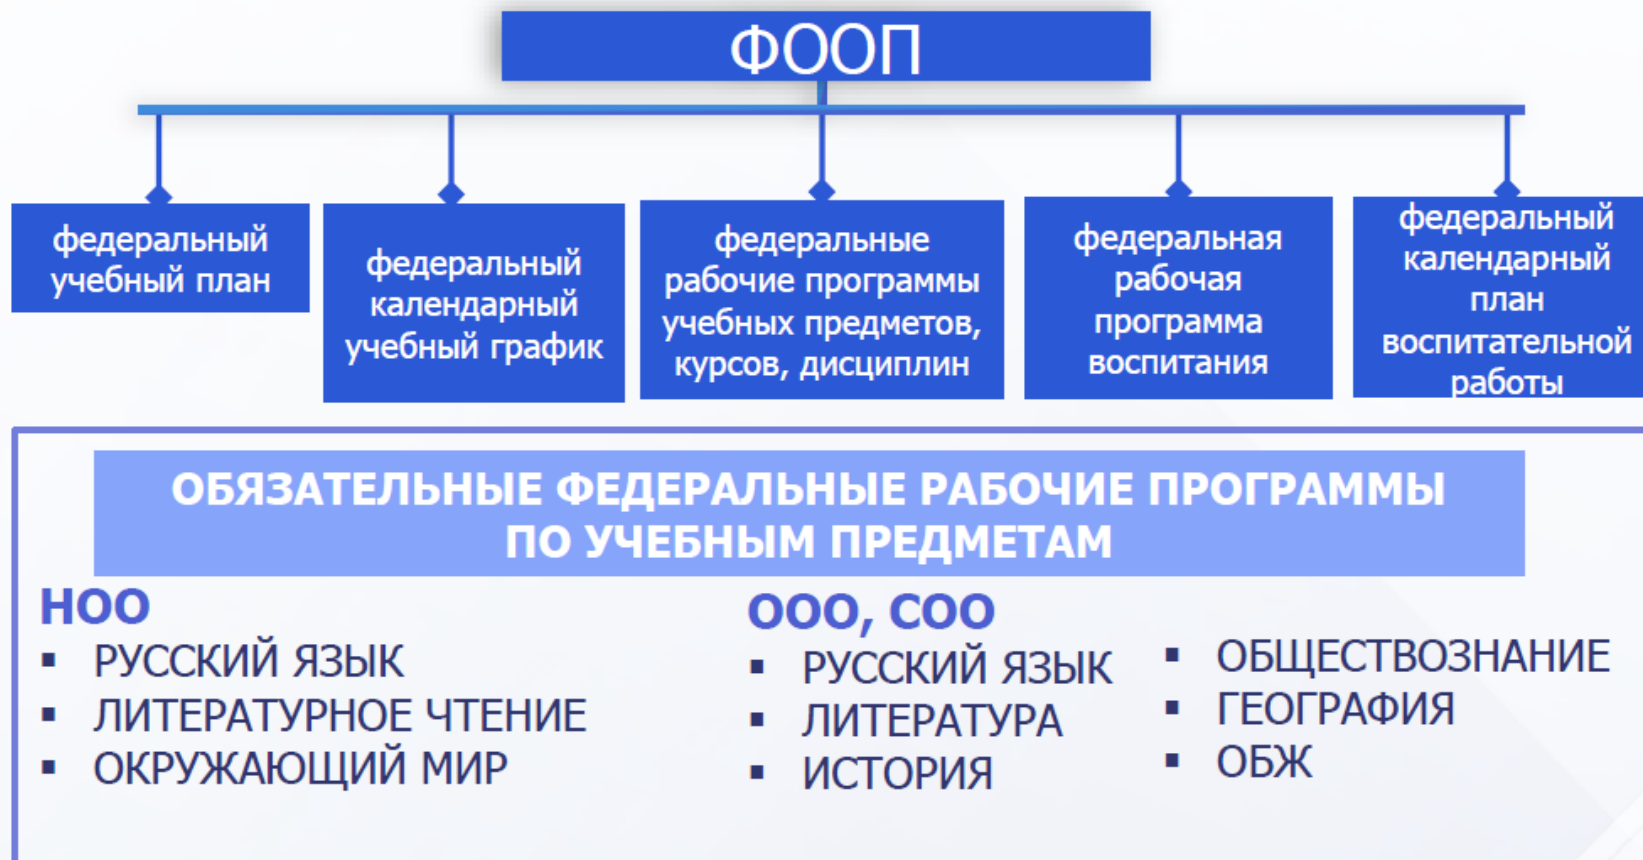 ФООП
федеральный
учебный план
федеральный
календарный
учебный график
федеральные
рабочие программы
учебных предметов,
курсов, дисциплин
федеральная
рабочая
программа
воспитания
федеральный
календарный
план
воспитательной
работы
ОБЯЗАТЕЛЬНЫЕ ФЕДЕРАЛЬНЫЕ РАБОЧИЕ ПРОГРАММЫ
ПО УЧЕБНЫМ ПРЕДМЕТАМ
НОО
▪ РУССКИЙ ЯЗЫК
▪ ЛИТЕРАТУРНОЕ ЧТЕНИЕ
▪ ОКРУЖАЮЩИЙ МИР
ООО, СОО
▪ РУССКИЙ ЯЗЫК
▪ ЛИТЕРАТУРА
▪ ИСТОРИЯ
▪ ОБЩЕСТВОЗНАНИЕ
▪ ГЕОГРАФИЯ
▪ ОБЖ